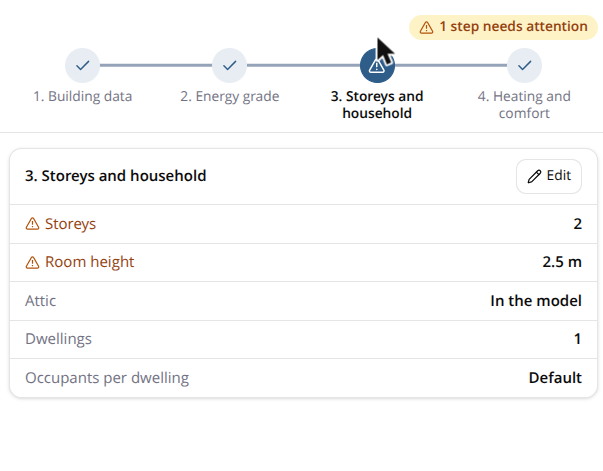 1 step needs attention
1. Building data
2. Energy grade
3. Storeys and
household
4. Heating and
comfort
3. Storeys and household
Edit
Storeys
2
Room height
2.5 m
Attic
In the model
Dwellings
1
Occupants per dwelling
Default